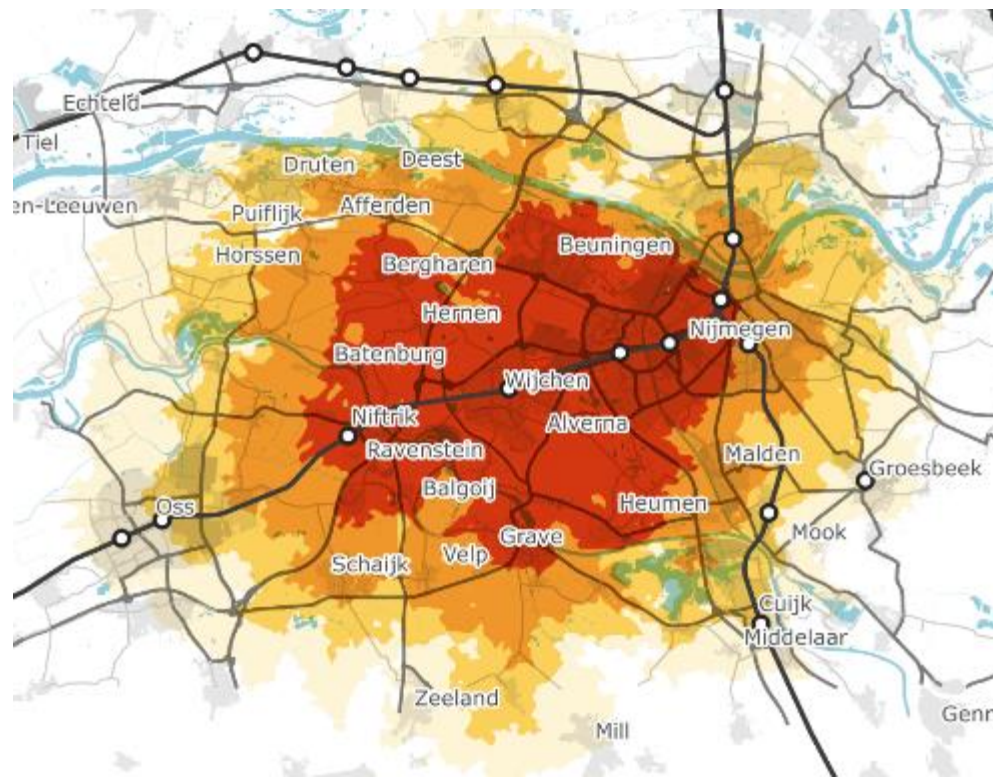 Echteld
Tiel
Druten
Deest
en-Leeuwen
Puiflijk
Afferden
Horssen
Beuningen
Bergharen
Hernen
Nijmegen
Batenburg
Wijchen
Niftrik
Alverna
Ravenstein
Malden
Groesbeek
Balgoij
Heumen
Oss
Grave
Mook
Velp
Schaijk
Cuijk
Middelaar
Zeeland
Genn
Mill